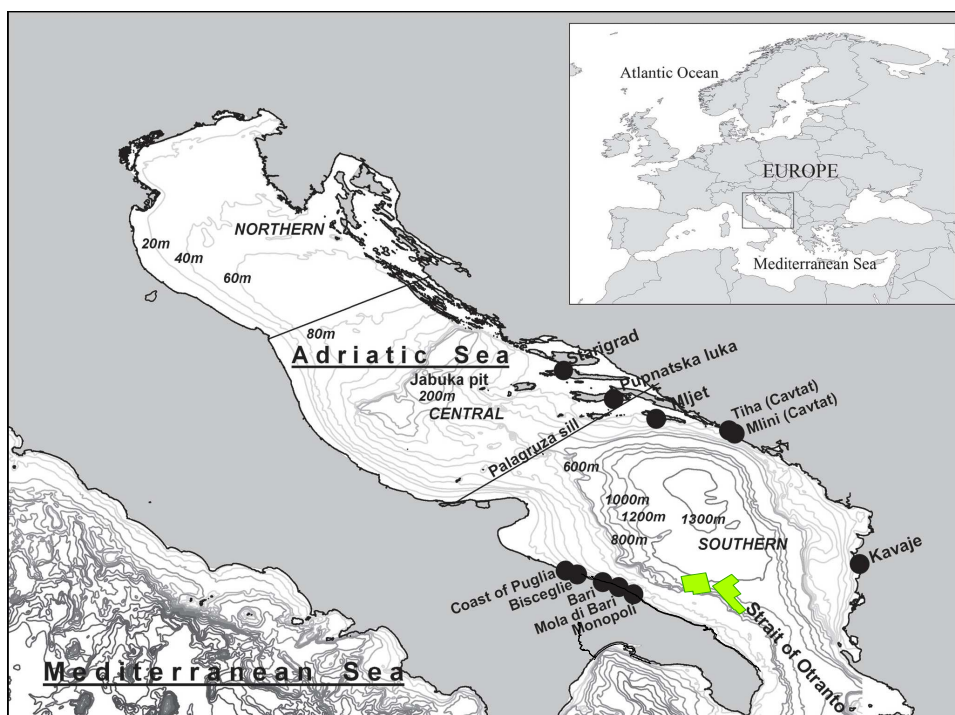 Atlantic Ocean
EUROPE
Mediterranean Sea
NORTHERN
20m
40m
60m
80m
Adriatic Sea
Jabuka pit
200m
CENTRAL
Palagruza sill
Starigrad
Pupnatska luka
Mljet
Tiha (Cavtat)
Mlini (Cavtat)
600m
1000m
1200m
1300m
800m
SOUTHERN
Kavaje
Coast of Puglia
Bisceglie
Bari
Mola di Bari
Monopoli
Strait of Otranto
Mediterranean Sea